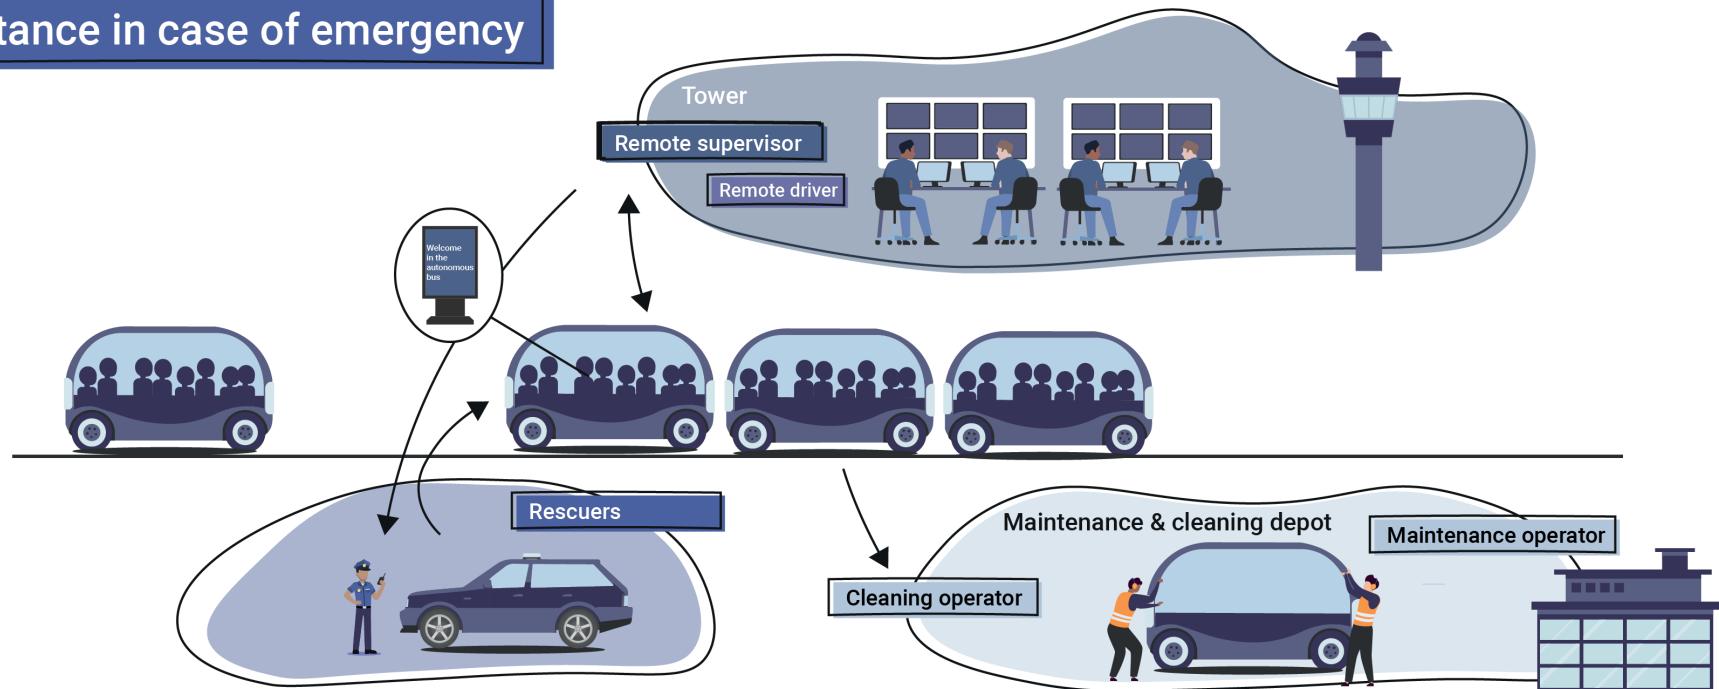 tance in case of emergency
Tower
Remote supervisor
Remote driver
Welcome
in the
autonomous
bus
Rescuers
Maintenance & cleaning depot
Maintenance operator
Cleaning operator